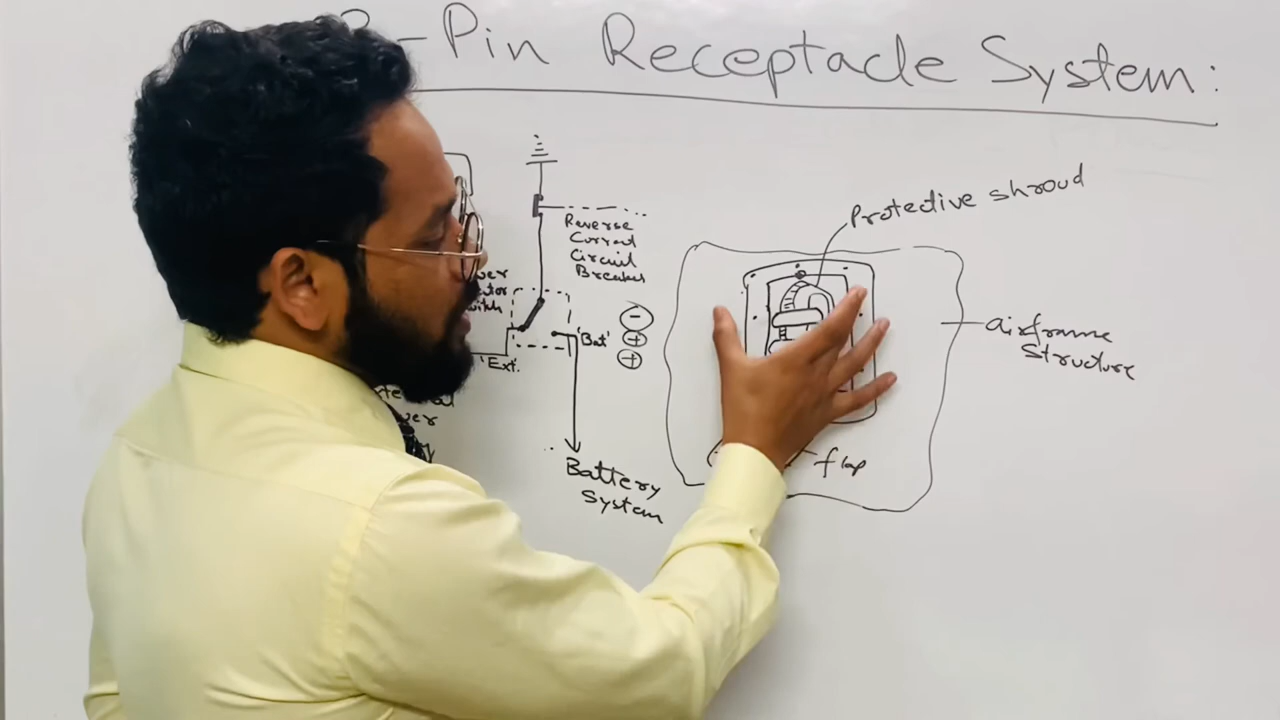 -Pin Receptacle System:
Protective shroud
Reverse
Current
Circuit
Breaker
'Bat'
'Ext.'
airframe
Structure
flap
Battery
System